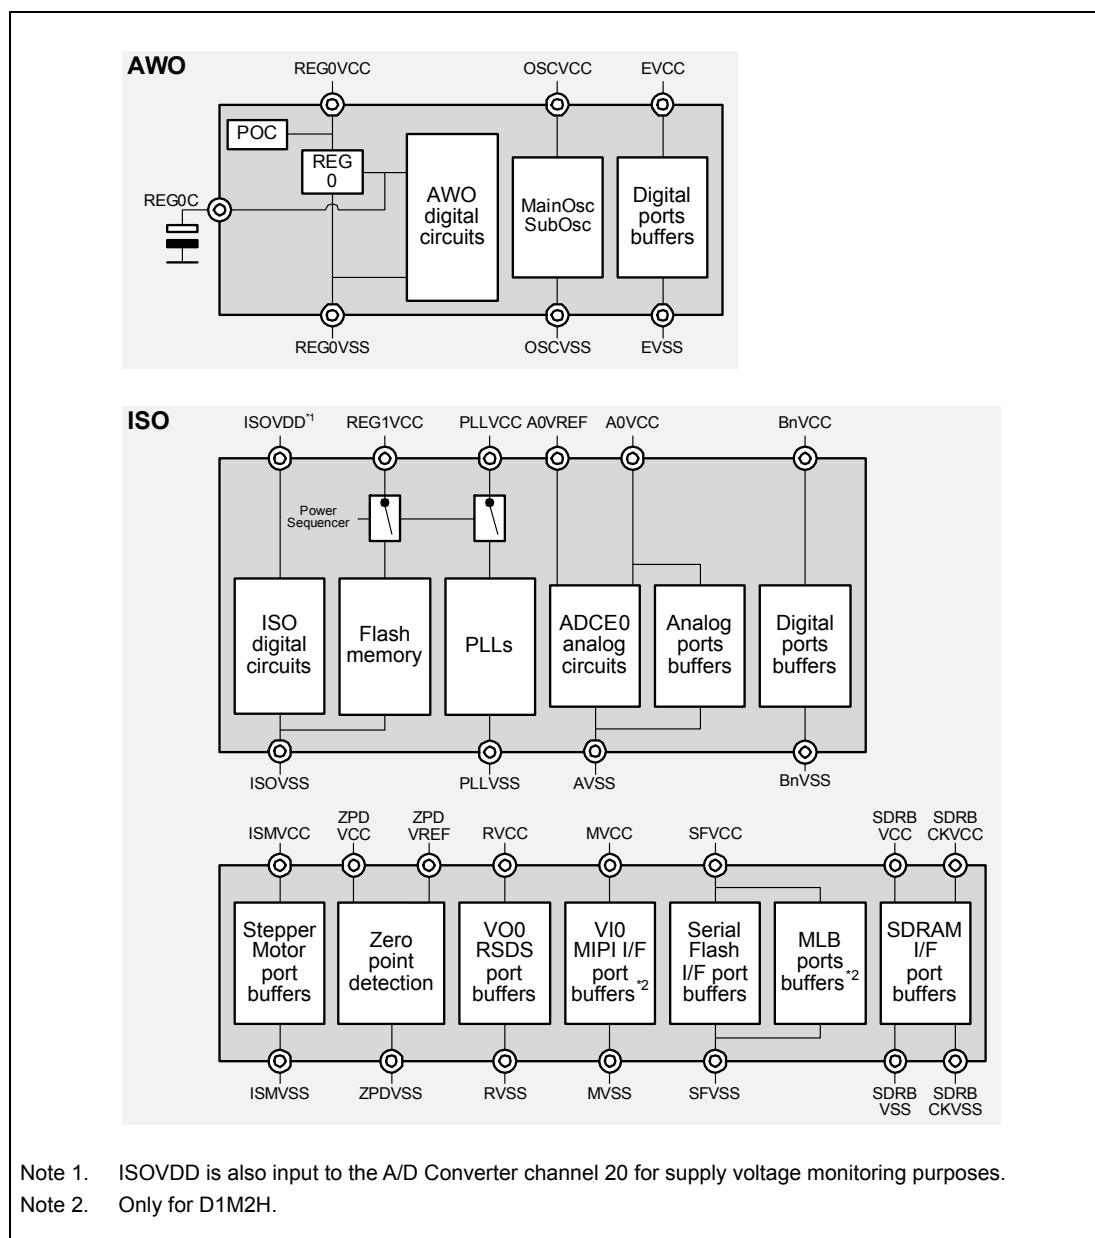 AWO
REG0VCC
OSCVCC
EVCC
POC
REG
0
AWO
digital
circuits
MainOsc
SubOsc
Digital
ports
buffers
REG0C
REG0VSS
OSCVSS
EVSS
ISO
ISOVDD*1
REG1VCC
PLLVCC
A0VREF
A0VCC
BnVCC
Power
Sequencer
ISO
digital
circuits
Flash
memory
PLLs
ADCE0
analog
circuits
Analog
ports
buffers
Digital
ports
buffers
ISOVSS
PLLVSS
AVSS
BnVSS
ISMVCC
ZPD
VCC
ZPD
VREF
RVCC
MVCC
SFVCC
SDRB
VCC
SDRB
CKVCC
Stepper
Motor
port
buffers
Zero
point
detection
VO0
RSDS
port
buffers
VI0
MIPI I/F
port
buffers*2
Serial
Flash
I/F port
buffers
MLB
ports
buffers*2
SDRAM
I/F
port
buffers
ISMVSS
ZPDVSS
RVSS
MVSS
SFVSS
SDRB
VSS
SDRB
CKVSS
Note 1. ISOVDD is also input to the A/D Converter channel 20 for supply voltage monitoring purposes.
Note 2. Only for D1M2H.